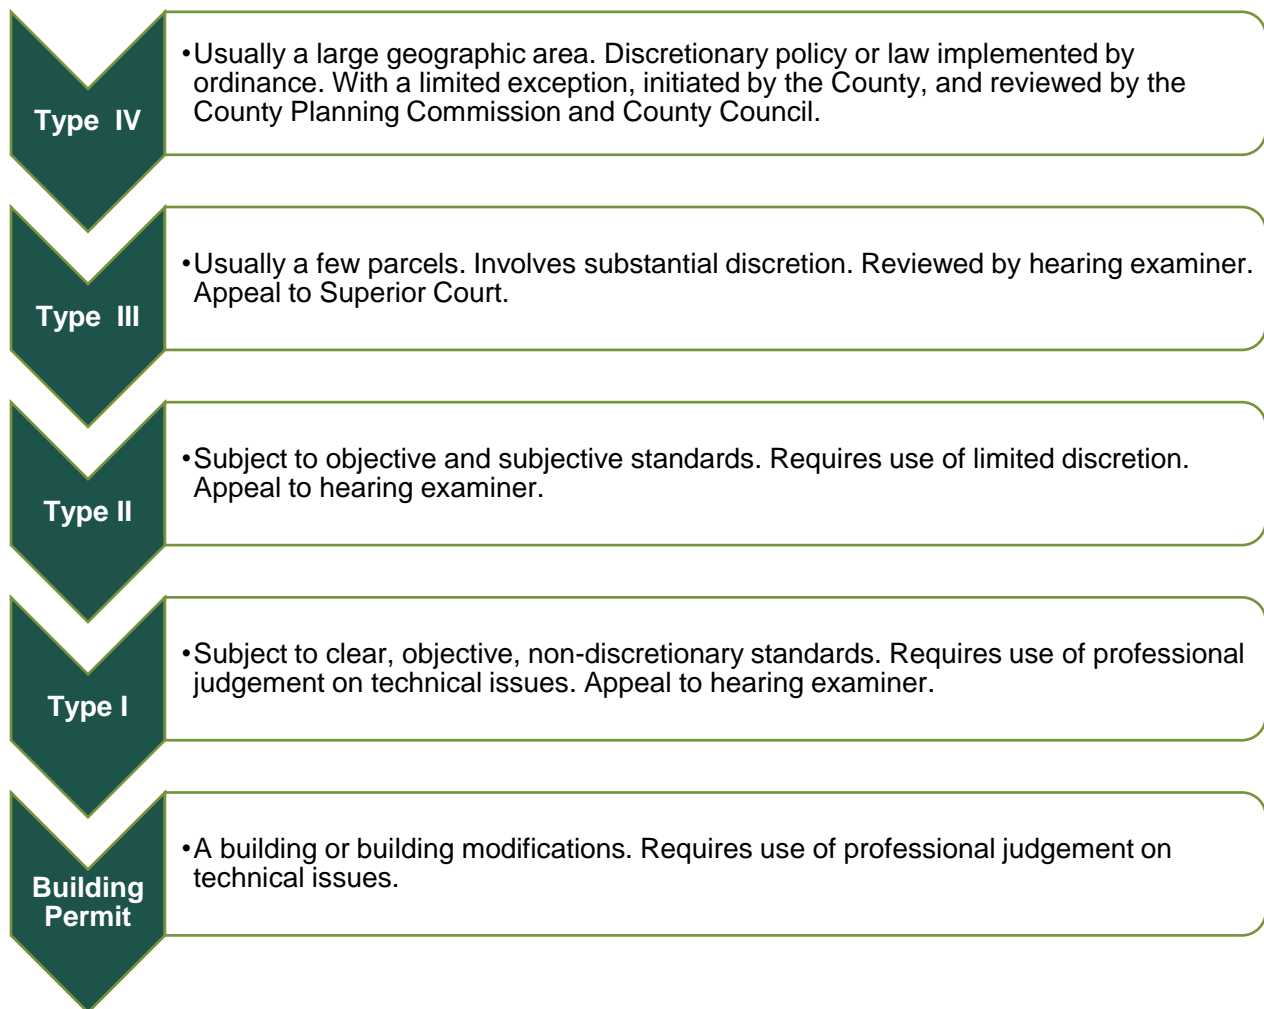 Type IV
•Usually a large geographic area. Discretionary policy or law implemented by
ordinance. With a limited exception, initiated by the County, and reviewed by the
County Planning Commission and County Council.
Type III
•Usually a few parcels. Involves substantial discretion. Reviewed by hearing examiner.
Appeal to Superior Court.
Type II
•Subject to objective and subjective standards. Requires use of limited discretion.
Appeal to hearing examiner.
Type I
•Subject to clear, objective, non-discretionary standards. Requires use of professional
judgement on technical issues. Appeal to hearing examiner.
Building
Permit
•A building or building modifications. Requires use of professional judgement on
technical issues.